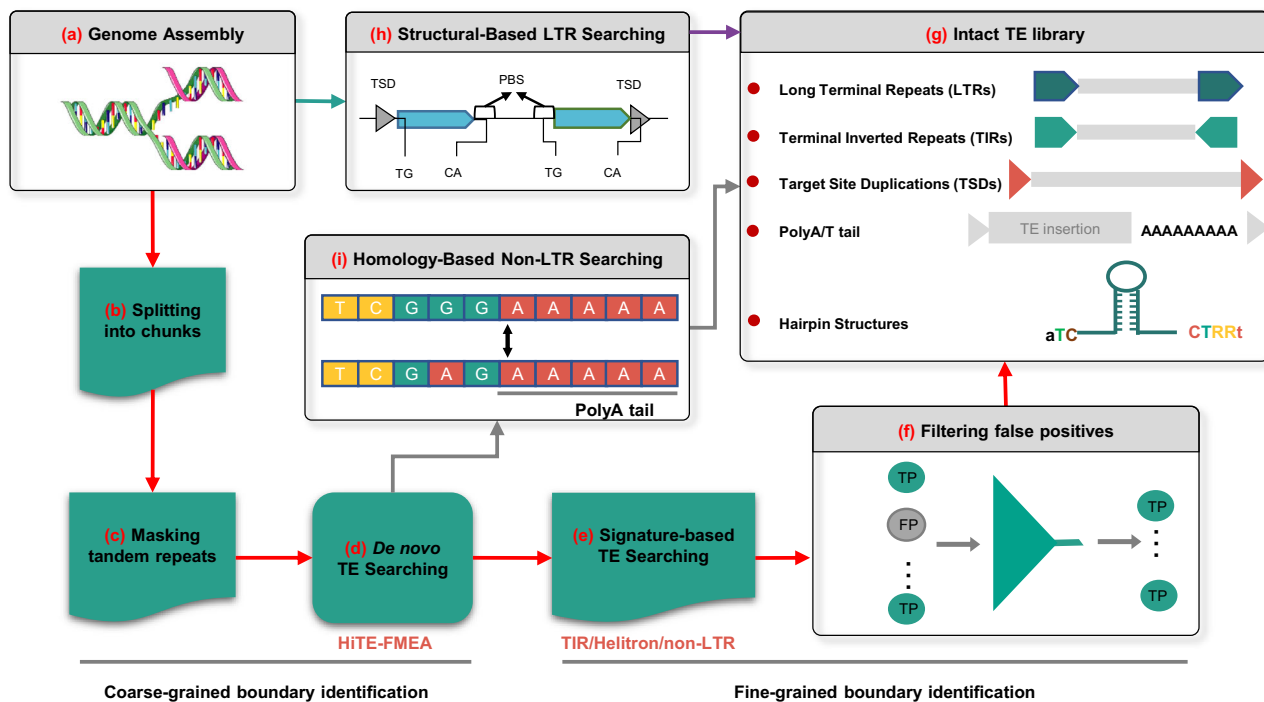 (a) Genome Assembly
(h) Structural-Based LTR Searching
TSD
PBS
TSD
TG
CA
TG
CA
(g) Intact TE library
Long Terminal Repeats (LTRs)
Terminal Inverted Repeats (TIRs)
Target Site Duplications (TSDs)
PolyA/T tail
TE insertion
AAAAAAAAA
Hairpin Structures
aTC
CTRRt
(b) Splitting
into chunks
(i) Homology-Based Non-LTR Searching
T C G G G A A A A A
T C G A G A A A A A
PolyA tail
(f) Filtering false positives
TP
FP
TP
TP
TP
(c) Masking
tandem repeats
(d) De novo
TE Searching
(e) Signature-based
TE Searching
HiTE-FMEA
TIR/Helitron/non-LTR
Coarse-grained boundary identification
Fine-grained boundary identification